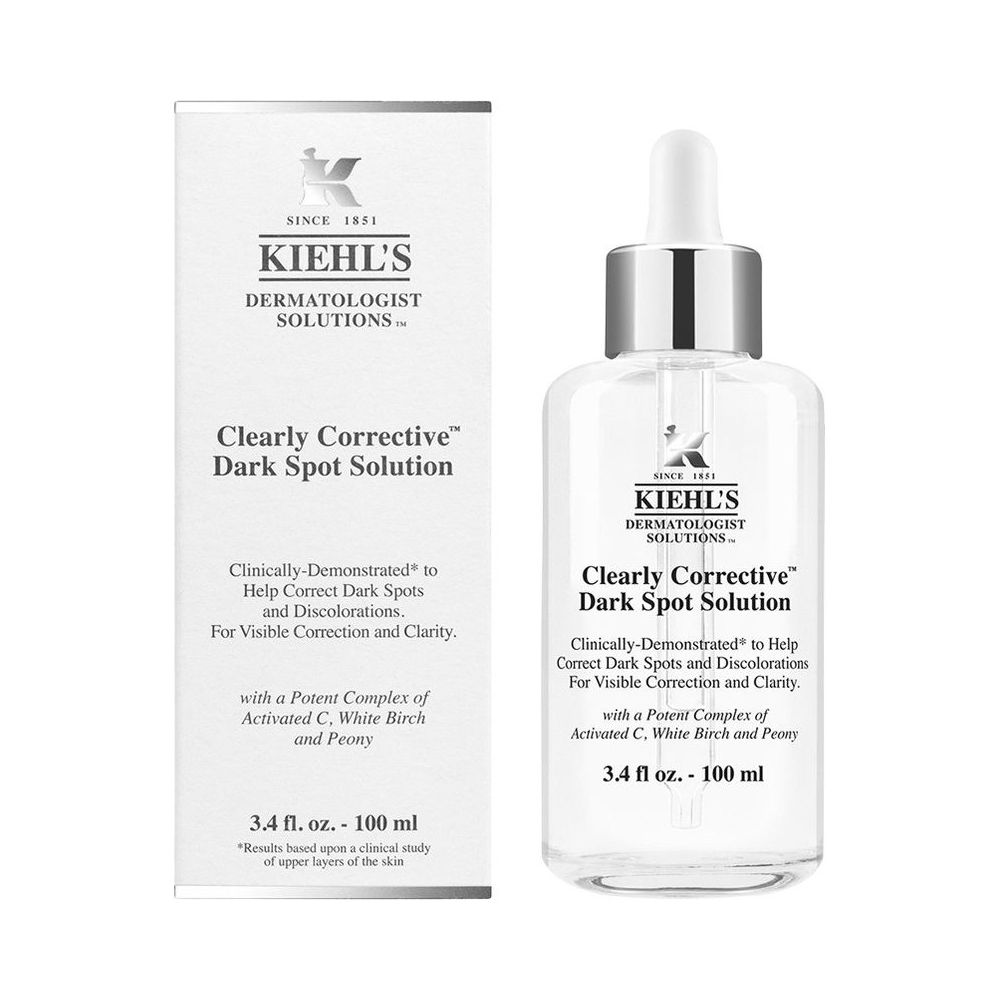 SINCE 1851
KIEHL'S
DERMATOLOGIST
SOLUTIONS™
Clearly Corrective™
Dark Spot Solution
Clinically-Demonstrated* to
Help Correct Dark Spots
and Discolorations.
For Visible Correction and Clarity.
with a Potent Complex of
Activated C, White Birch
and Peony
3.4 fl. oz. - 100 ml
*Results based upon a clinical study
of upper layers of the skin
SINCE 1851
KIEHL'S
DERMATOLOGIST
SOLUTIONS™
Clearly Corrective™
Dark Spot Solution
Clinically-Demonstrated* to Help
Correct Dark Spots and Discolorations
For Visible Correction and Clarity.
with a Potent Complex of
Activated C, White Birch and Peony
3.4 fl oz. - 100 ml